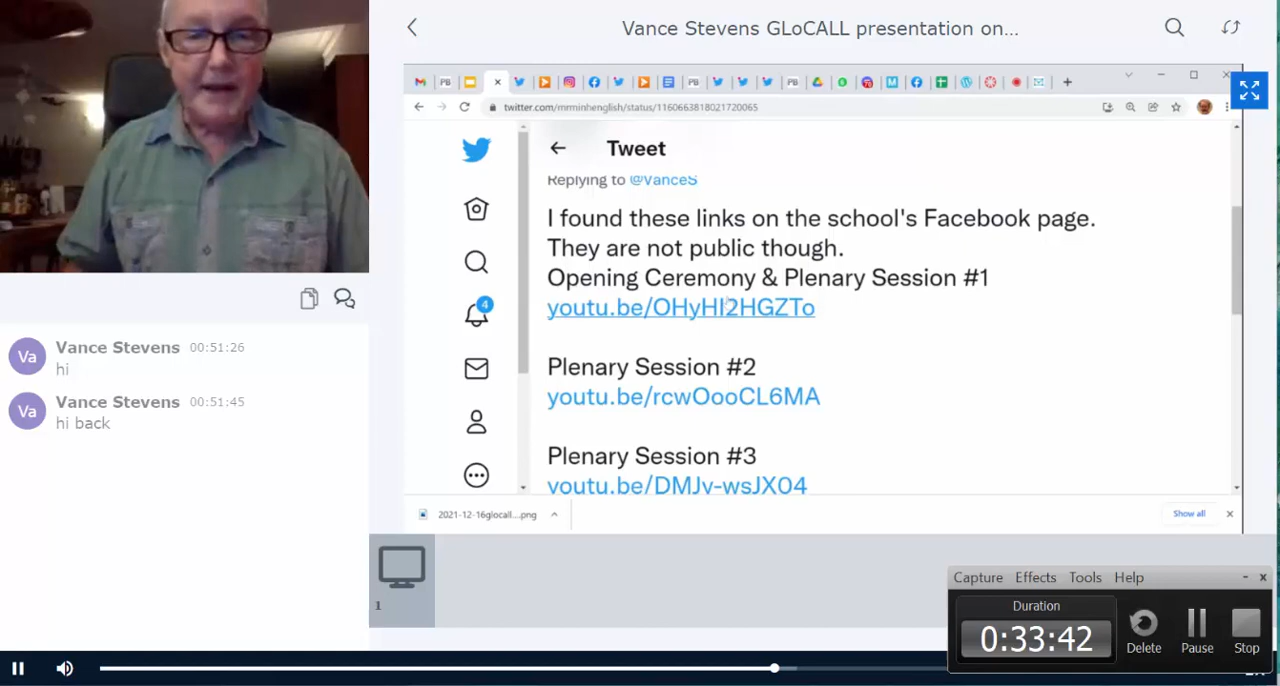 Vance Stevens GLoCALL presentation on...
twitter.com/mrminhenglish/status/1160663818021720065
Tweet
Replying to @VanceS
I found these links on the school's Facebook page.
They are not public though.
Opening Ceremony & Plenary Session #1
youtu.be/OHyHI2HGZTo
Plenary Session #2
youtu.be/rcwOooCL6MA
Plenary Session #3
youtu.be/DMJv-wsJX04
4
2021-12-16glocall....png
Show all
Va
Vance Stevens 00:51:26
hi
Va
Vance Stevens 00:51:45
hi back
1
Capture Effects Tools Help
Duration
0:33:42
Delete Pause Stop